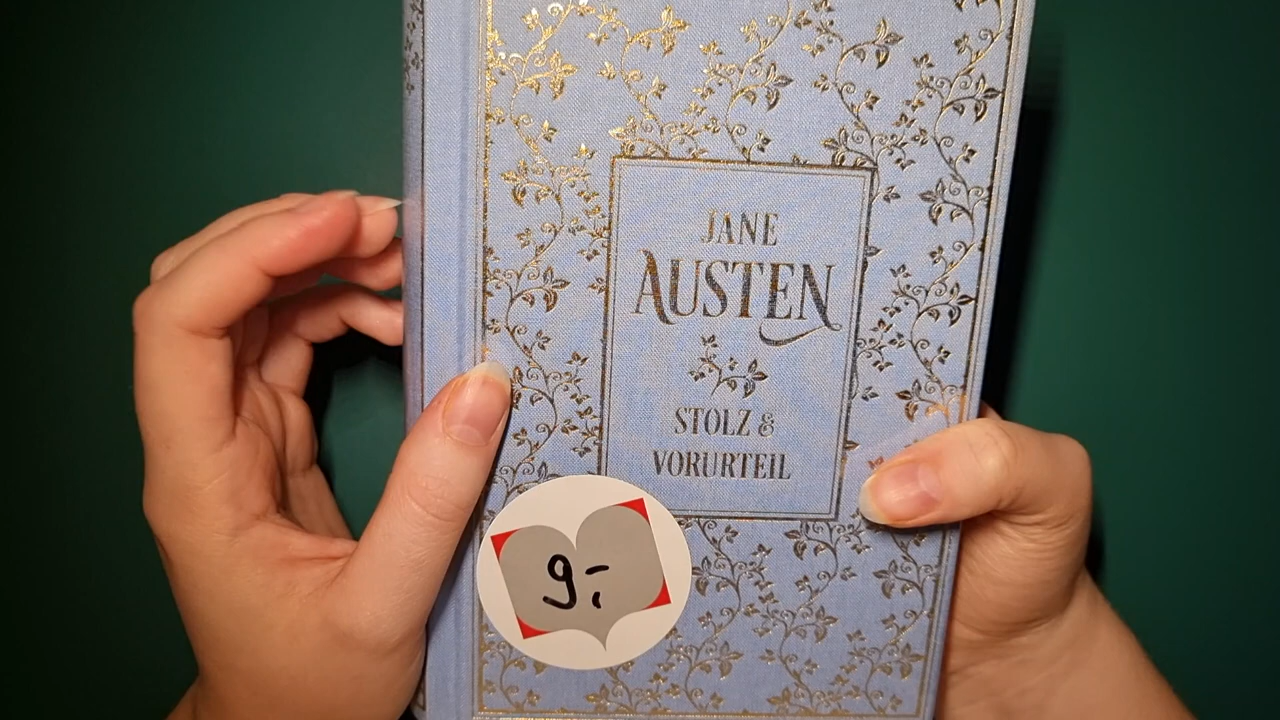 JANE
AUSTEN
STOLZ &
VORURTEIL
9,-